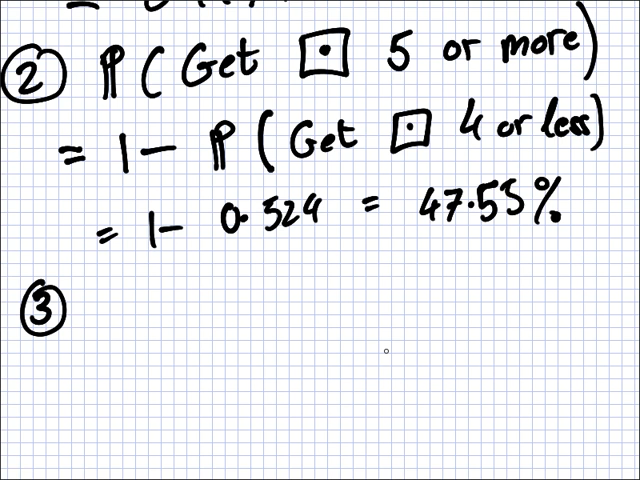 ② ℙ( Get ⚀ 5 or more)
= 1 - ℙ( Get ⚀ 4 or less)
= 1 - 0.524 = 47.55%
③